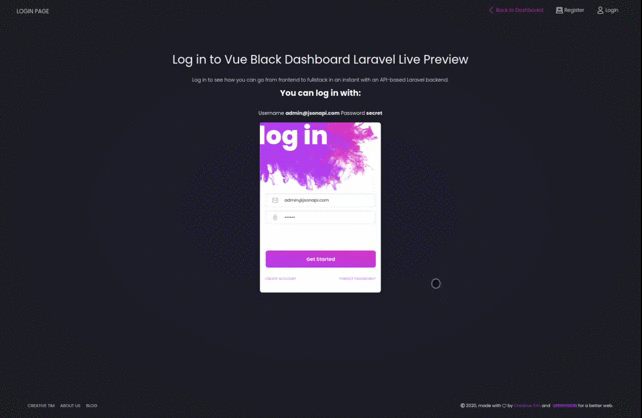 LOGIN PAGE
Back to Dashboard
Register
Login
Log in to Vue Black Dashboard Laravel Live Preview
Log in to see how you can go from frontend to fullstack in an instant with an API-based Laravel backend.
You can log in with:
Username admin@jsonapi.com Password secret
log in
admin@jsonapi.com
••••••
Get Started
CREATE ACCOUNT
FORGOT PASSWORD?
CREATIVE TIM ABOUT US BLOG
© 2020, made with by Creative Tim and UPDIVISION for a better web.